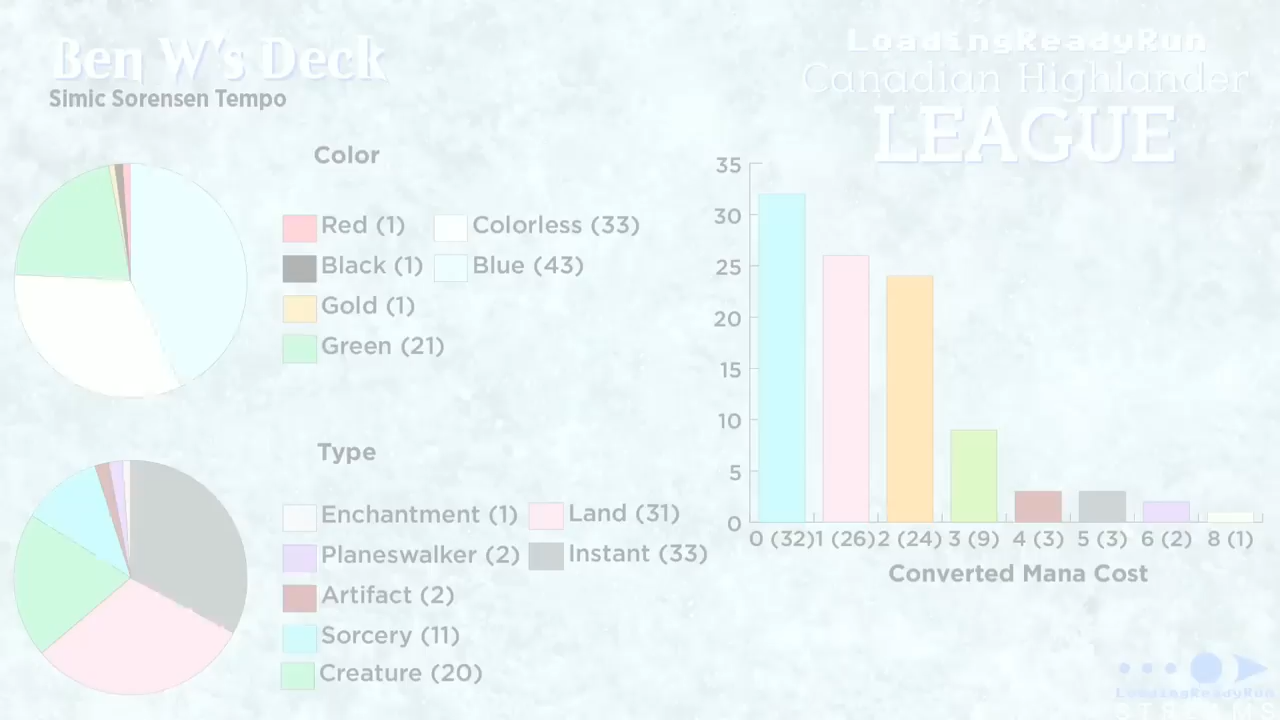 Ben W's Deck
Simic Sorensen Tempo
LoadingReadyRun
Canadian Highlander
LEAGUE
Color
Red (1)
Colorless (33)
Black (1)
Blue (43)
Gold (1)
Green (21)
Type
Enchantment (1)
Land (31)
Planeswalker (2)
Instant (33)
Artifact (2)
Sorcery (11)
Creature (20)
35
30
25
20
15
10
5
0
0 (32)
1 (26)
2 (24)
3 (9)
4 (3)
5 (3)
6 (2)
8 (1)
Converted Mana Cost
LoadingReadyRun
STREAMS